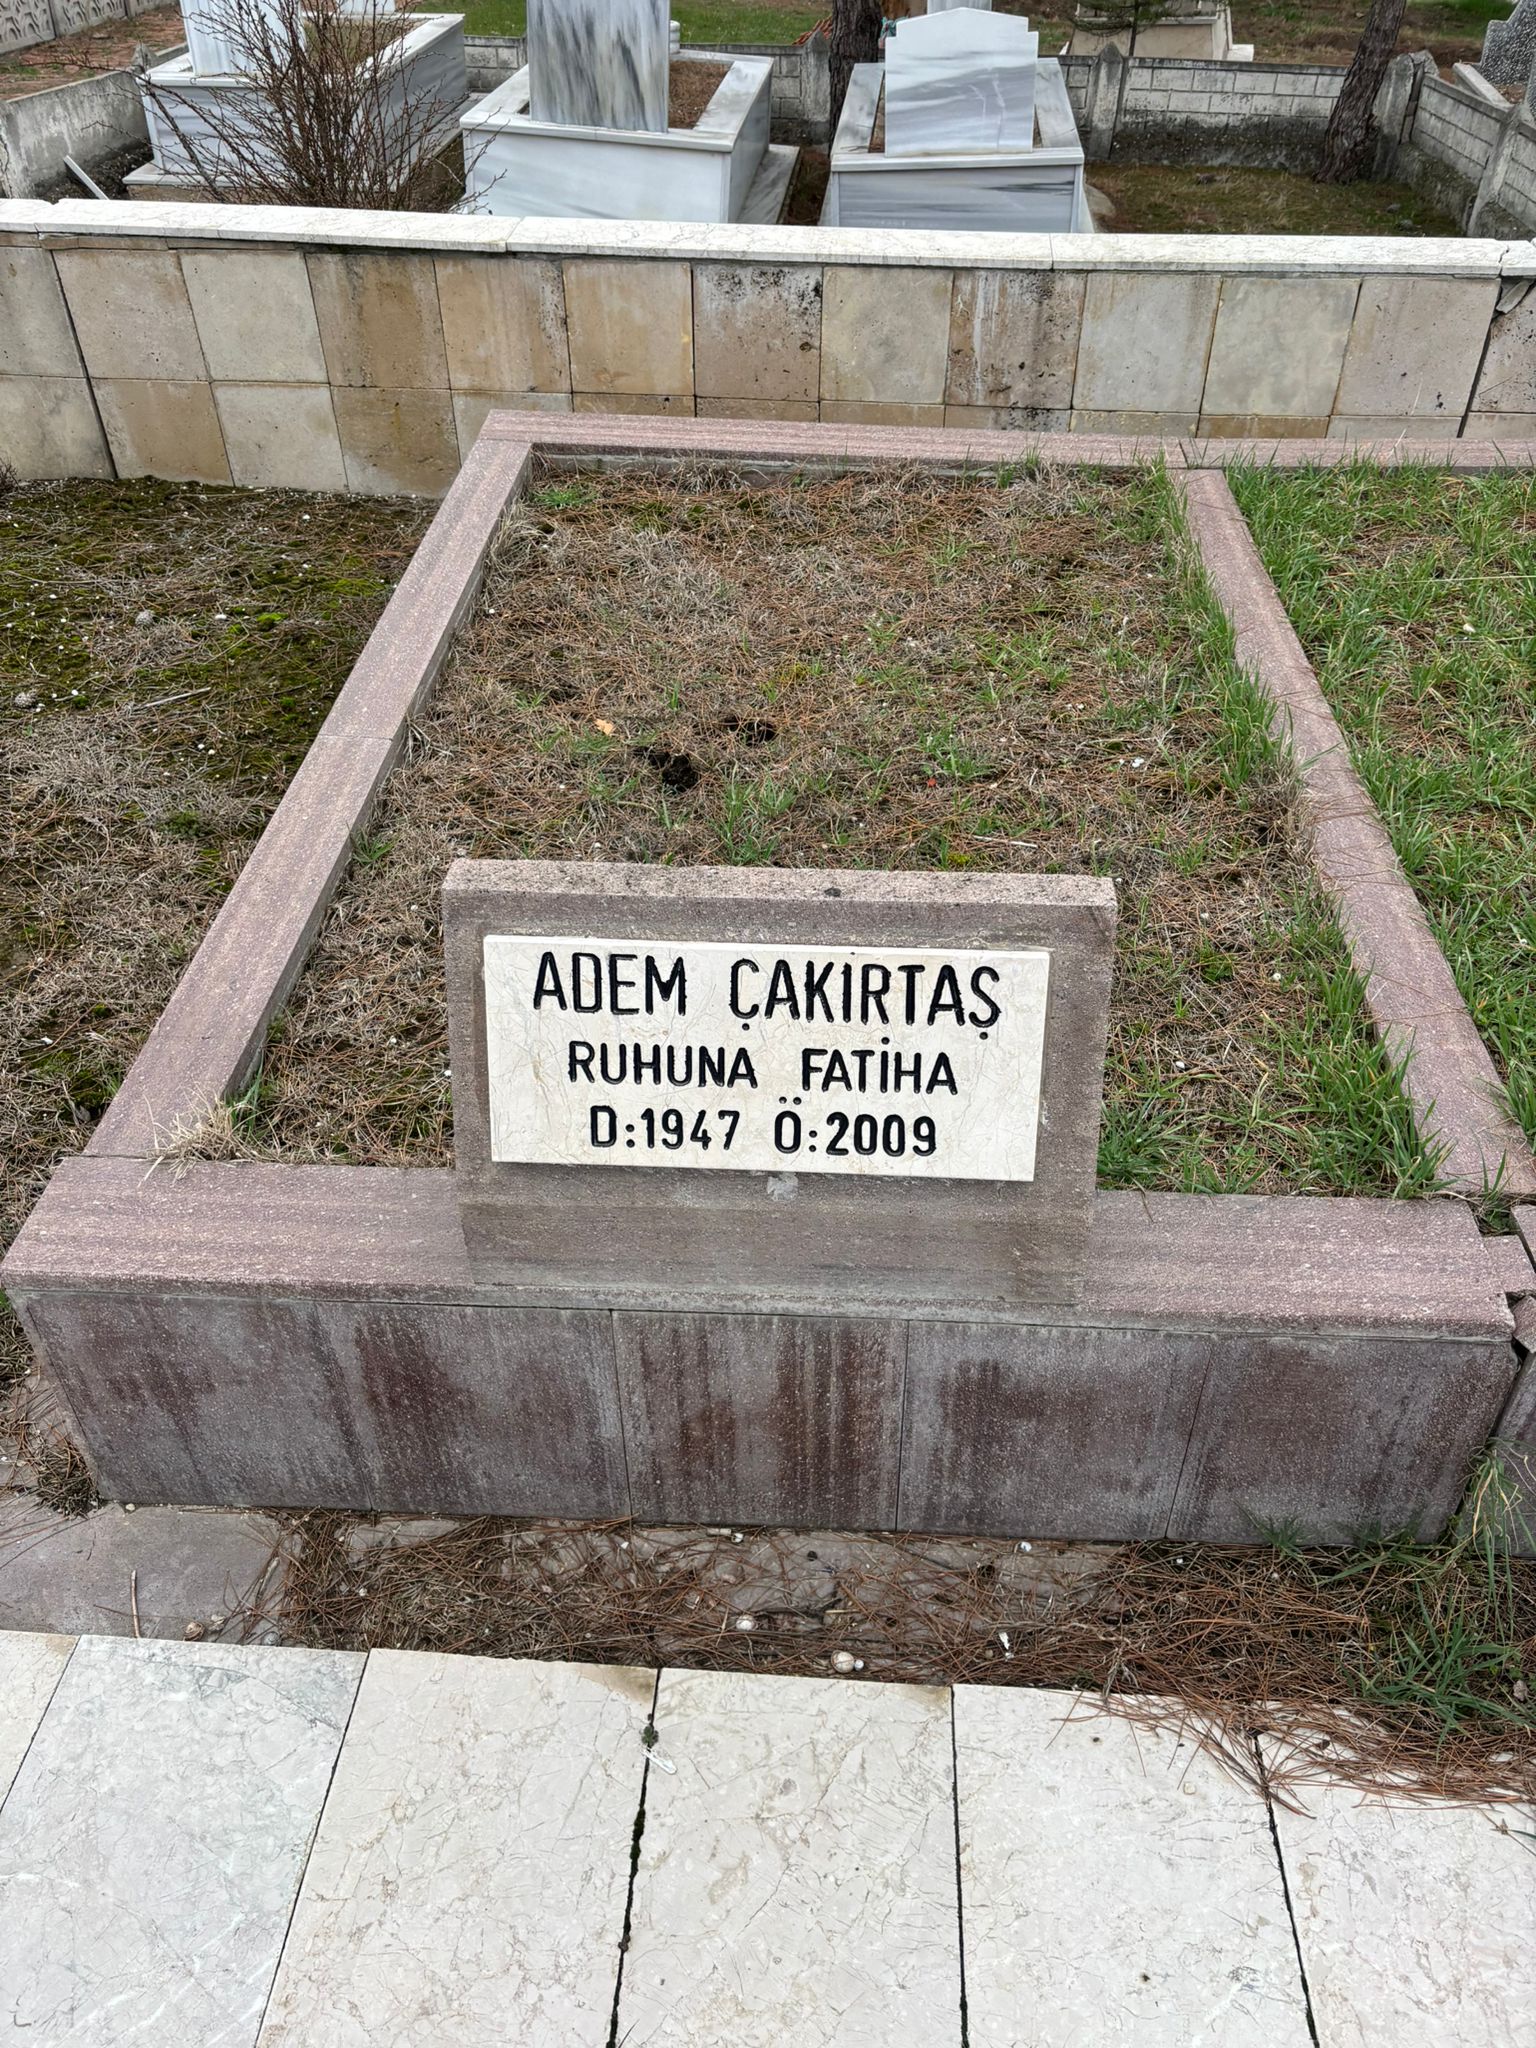 ADEM ÇAKIRTAŞ
RUHUNA FATİHA
D:1947 Ö:2009